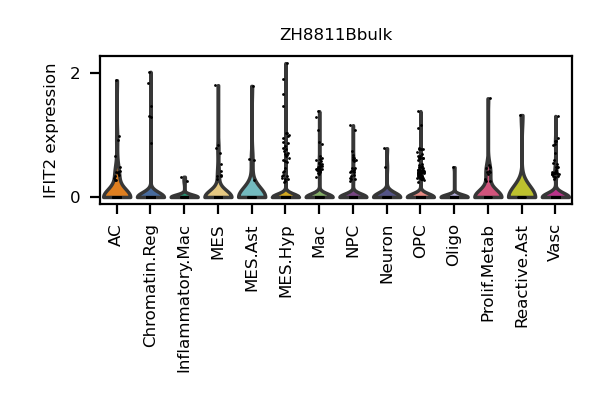 ZH8811Bbulk
IFIT2 expression
2
0
AC
Chromatin.Reg
Inflammatory.Mac
MES
MES.Ast
MES.Hyp
Mac
NPC
Neuron
OPC
Oligo
Prolif.Metab
Reactive.Ast
Vasc